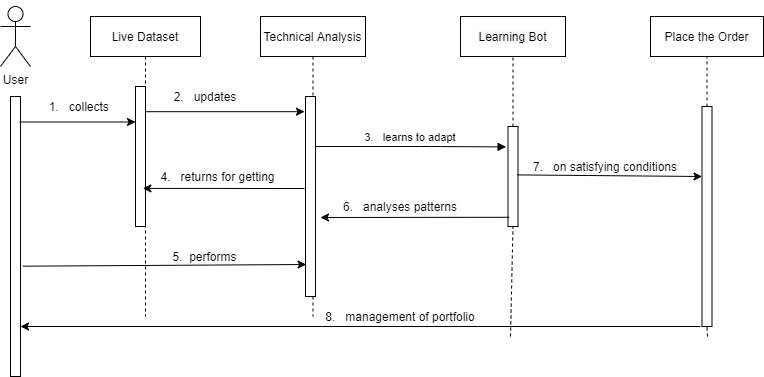 Live Dataset
Technical Analysis
Learning Bot
Place the Order
User
1. collects
2. updates
3. learns to adapt
4. returns for getting
7. on satisfying conditions
6. analyses patterns
5. performs
8. management of portfolio